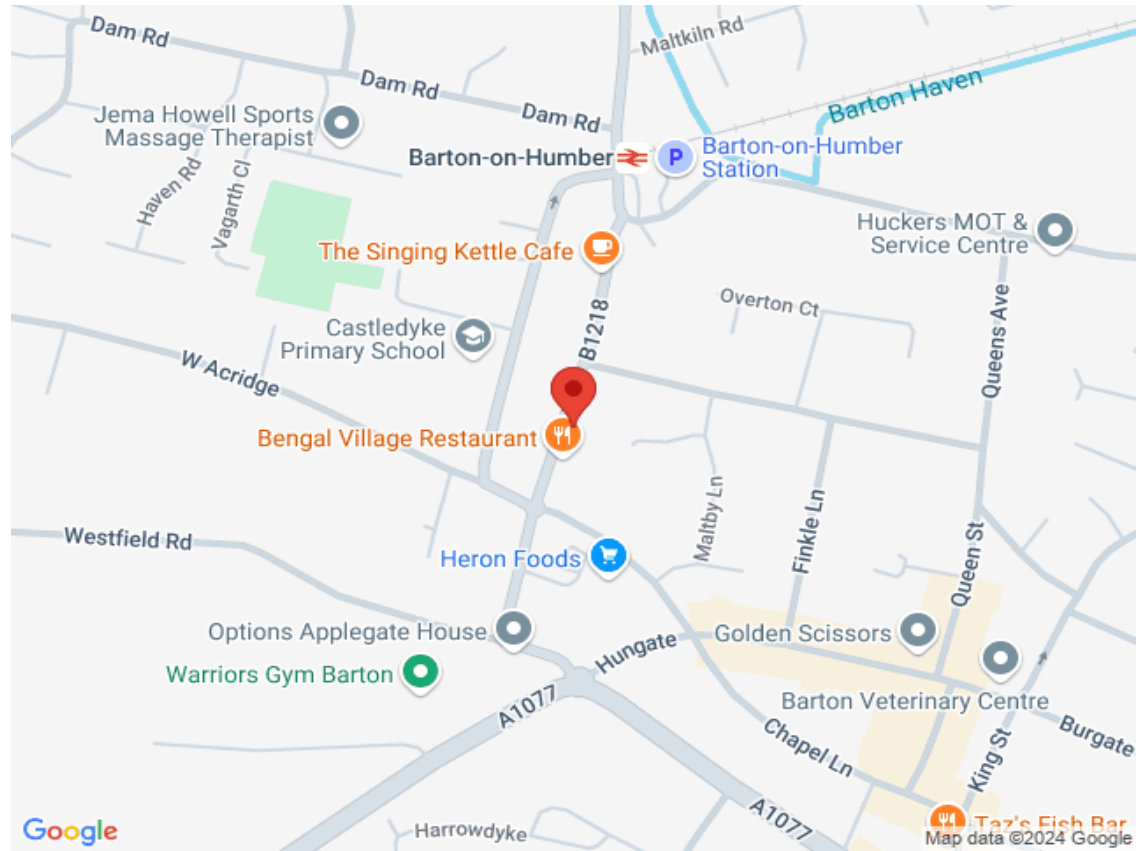 Dam Rd
Maltkiln Rd
Dam Rd
Barton Haven
Jema Howell Sports
Massage Therapist
Dam Rd
Barton-on-Humber
P
Barton-on-Humber
Station
Haven Rd
Vagarth Cl
Huckers MOT &
Service Centre
The Singing Kettle Cafe
Overton Ct
B1218
Queens Ave
Castledyke
Primary School
W Acridge
Bengal Village Restaurant
Maltby Ln
Finkle Ln
Westfield Rd
Heron Foods
Queen St
Options Applegate House
Hungate
Golden Scissors
Warriors Gym Barton
A1077
Barton Veterinary Centre
Burgate
Chapel Ln
King St
A1077
Google
Harrowdyke
Taz's Fish Bar
Map data ©2024 Google